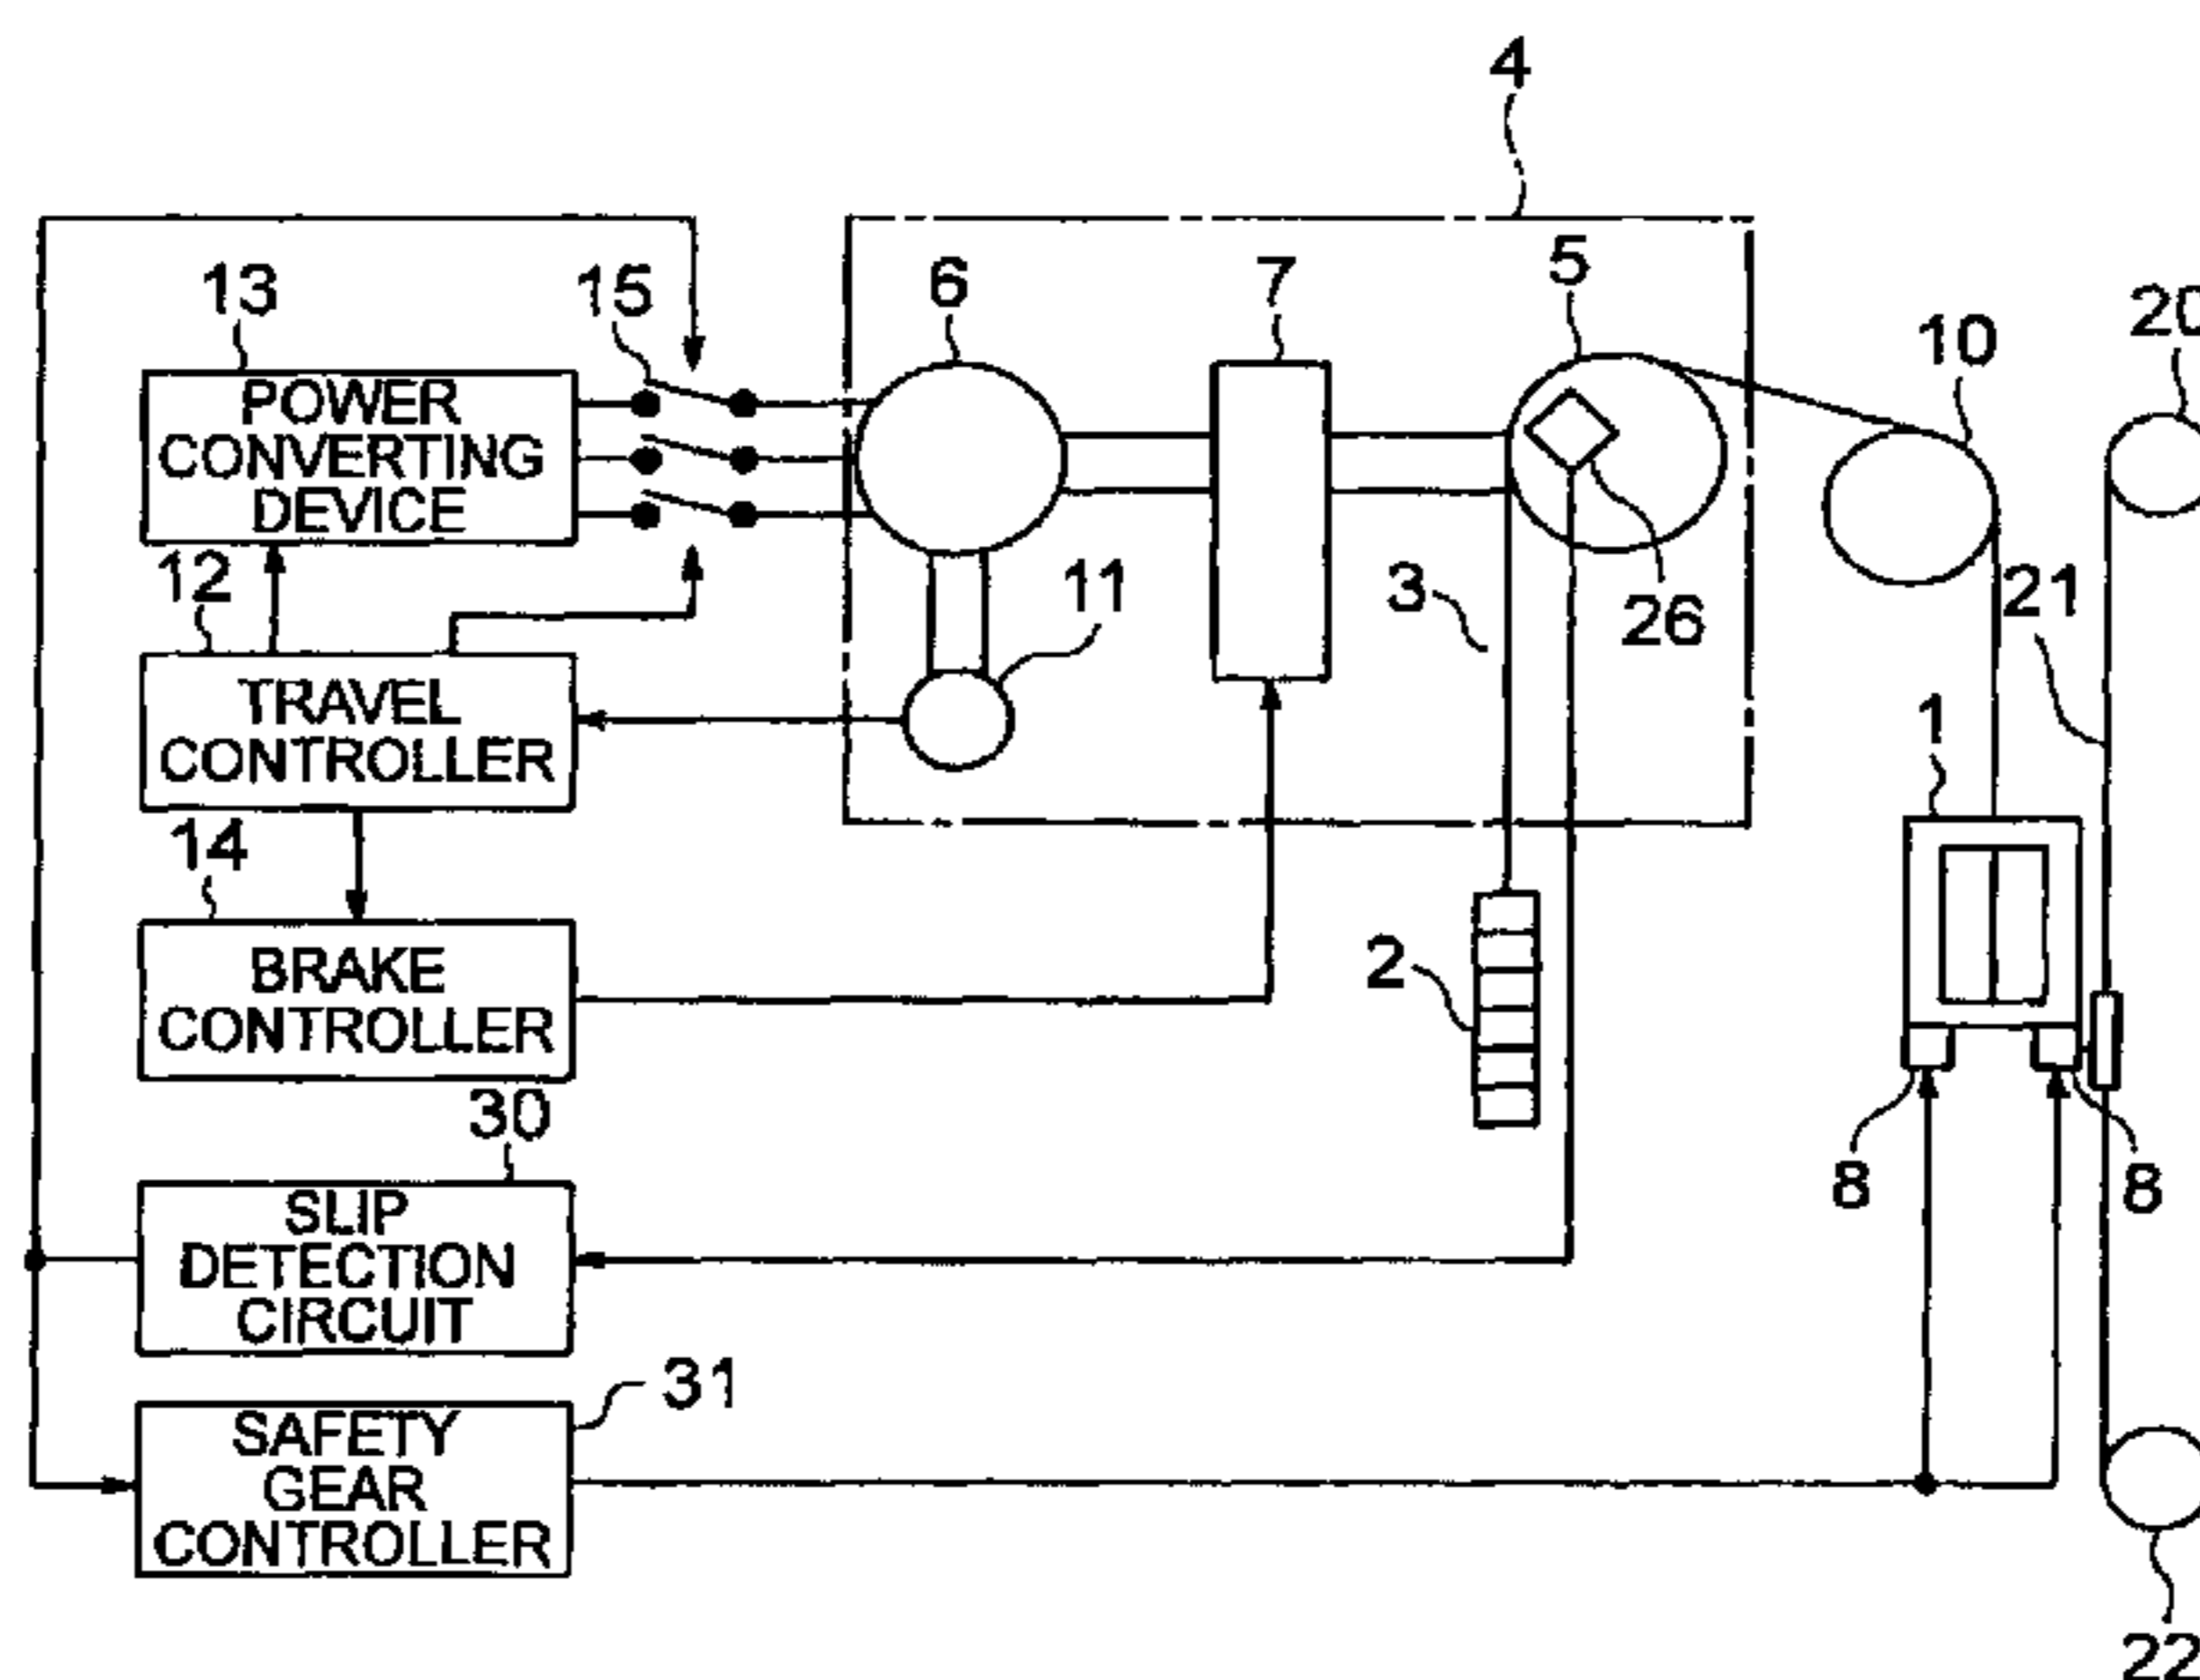 4
13
15
6
7
5
10
20
POWER
CONVERTING
DEVICE
12
11
3
26
21
TRAVEL
CONTROLLER
1
14
BRAKE
CONTROLLER
2
30
8
8
SLIP
DETECTION
CIRCUIT
31
SAFETY
GEAR
CONTROLLER
22